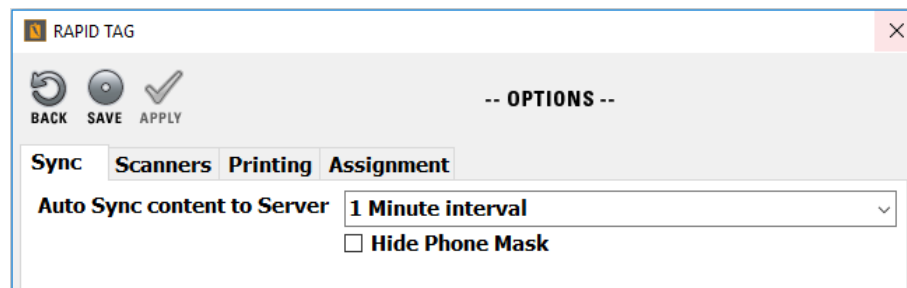 RAPID TAG
BACK SAVE APPLY
-- OPTIONS --
Sync Scanners Printing Assignment
Auto Sync content to Server 1 Minute interval
Hide Phone Mask